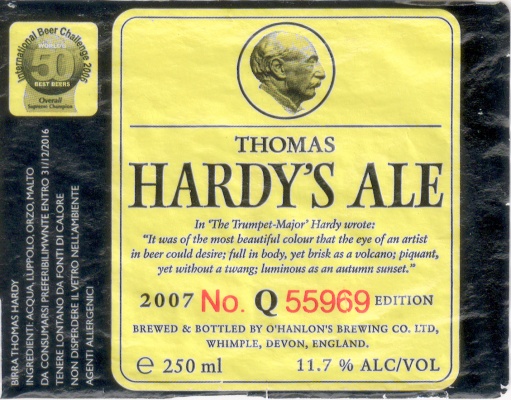 International Beer Challenge 2006
WORLD'S
50
BEST BEERS
Overall
Supreme Champion
BIRRA THOMAS HARDY
INGREDIENTI: ACQUA, LUPPOLO, ORZO, MALTO
DA CONSUMARSI PREFERIBILIMWNTE ENTRO 31/12/2016
TENERE LONTANO DA FONTI DI CALORE
NON DISPERDERE IL VETRO NELL'AMBIENTE
AGENTI ALLERGENICI
THOMAS
HARDY'S ALE
In 'The Trumpet-Major' Hardy wrote:
"It was of the most beautiful colour that the eye of an artist
in beer could desire; full in body, yet brisk as a volcano; piquant,
yet without a twang; luminous as an autumn sunset."
2007 No. Q 55969 EDITION
BREWED & BOTTLED BY O'HANLON'S BREWING CO. LTD,
WHIMPLE, DEVON, ENGLAND.
e 250 ml 11.7 % ALC/VOL